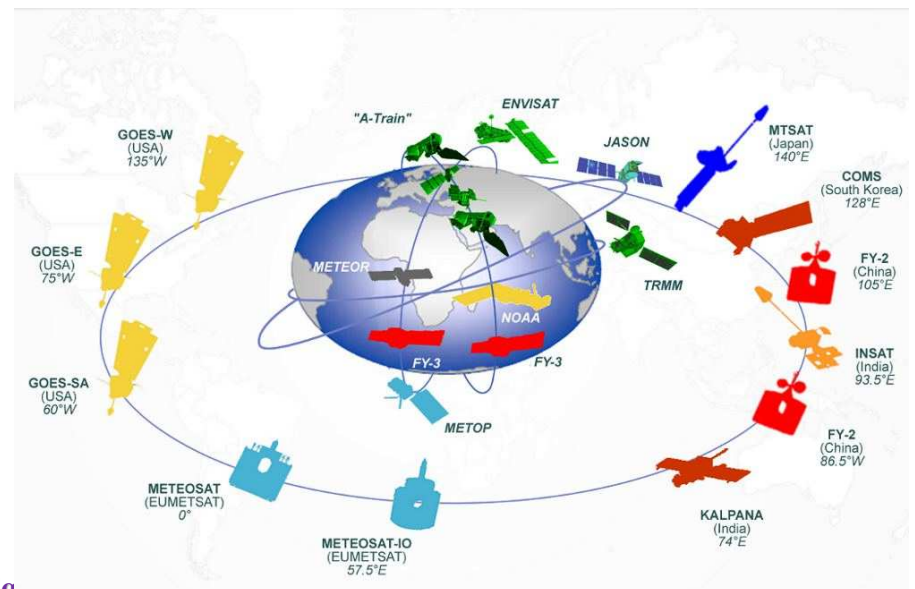 "A-Train"
ENVISAT
JASON
GOES-W
(USA)
135°W
MTSAT
(Japan)
140°E
COMS
(South Korea)
128°E
GOES-E
(USA)
75°W
FY-2
(China)
105°E
METEOR
TRMM
NOAA
INSAT
(India)
93.5°E
GOES-SA
(USA)
60°W
FY-3
FY-3
METOP
FY-2
(China)
86.5°W
METEOSAT
(EUMETSAT)
0°
KALPANA
(India)
74°E
METEOSAT-IO
(EUMETSAT)
57.5°E